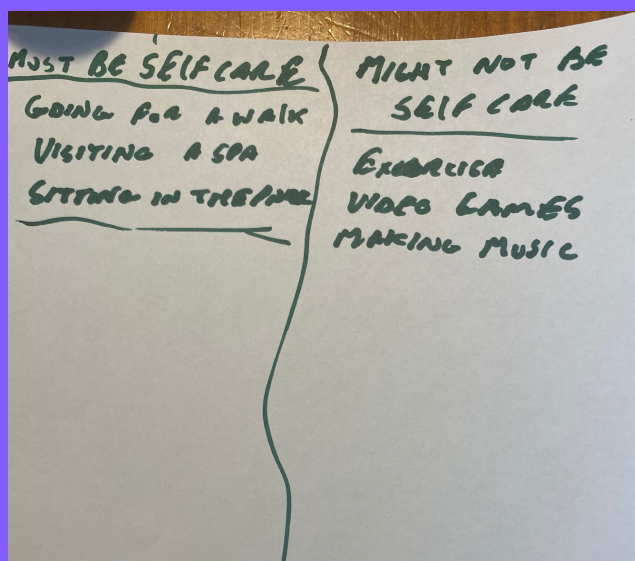 MUST BE SELF CARE
GOING FOR A WALK
VISITING A SPA
SITTING IN THE PARK
MIGHT NOT BE
SELF CARE
EXERCISE
VIDEO GAMES
MAKING MUSIC